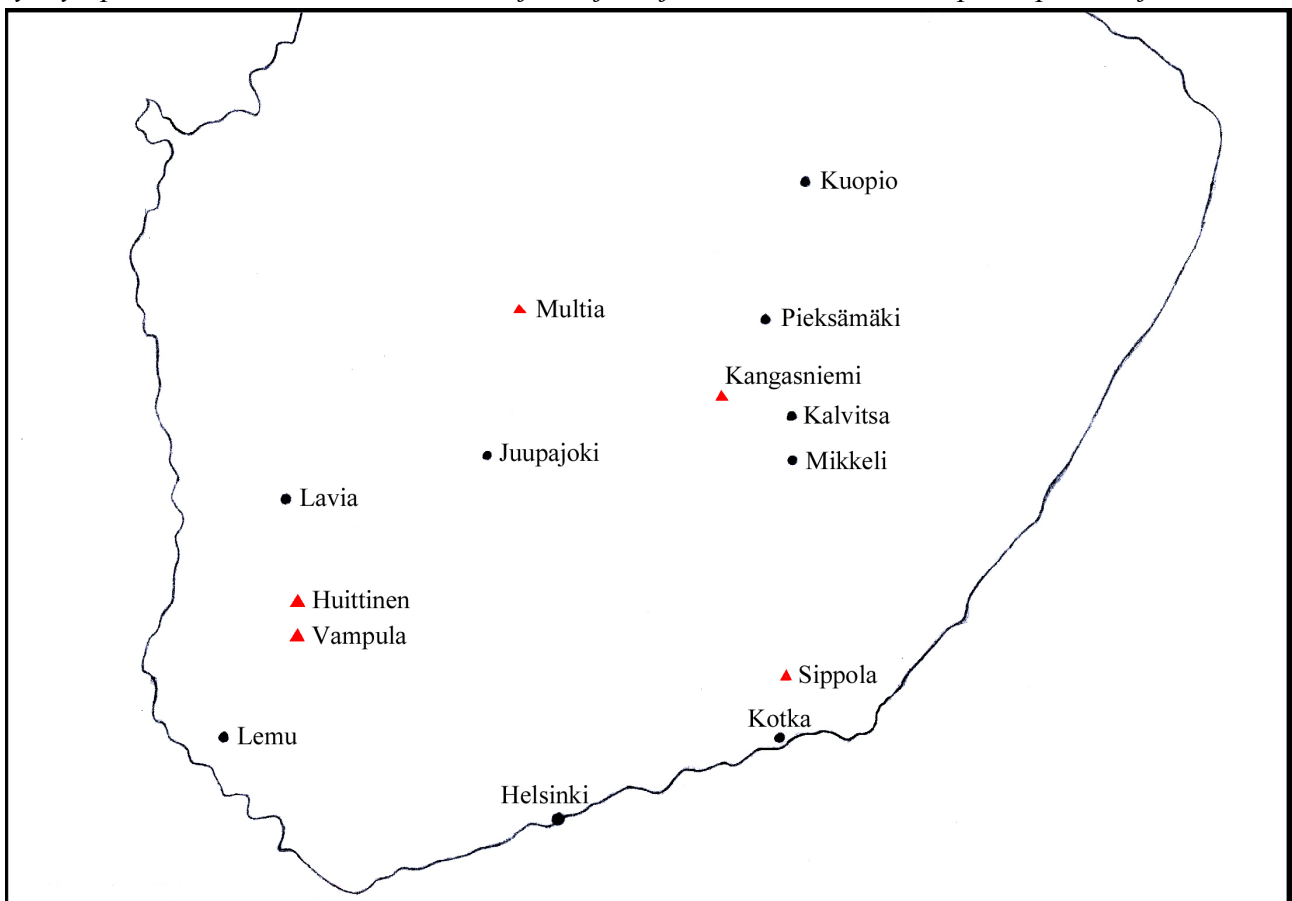 Kuopio
Multia
Pieksämäki
Kangasniemi
Kalvitsa
Juupajoki
Mikkeli
Lavia
Huittinen
Vampula
Sippola
Kotka
Lemu
Helsinki